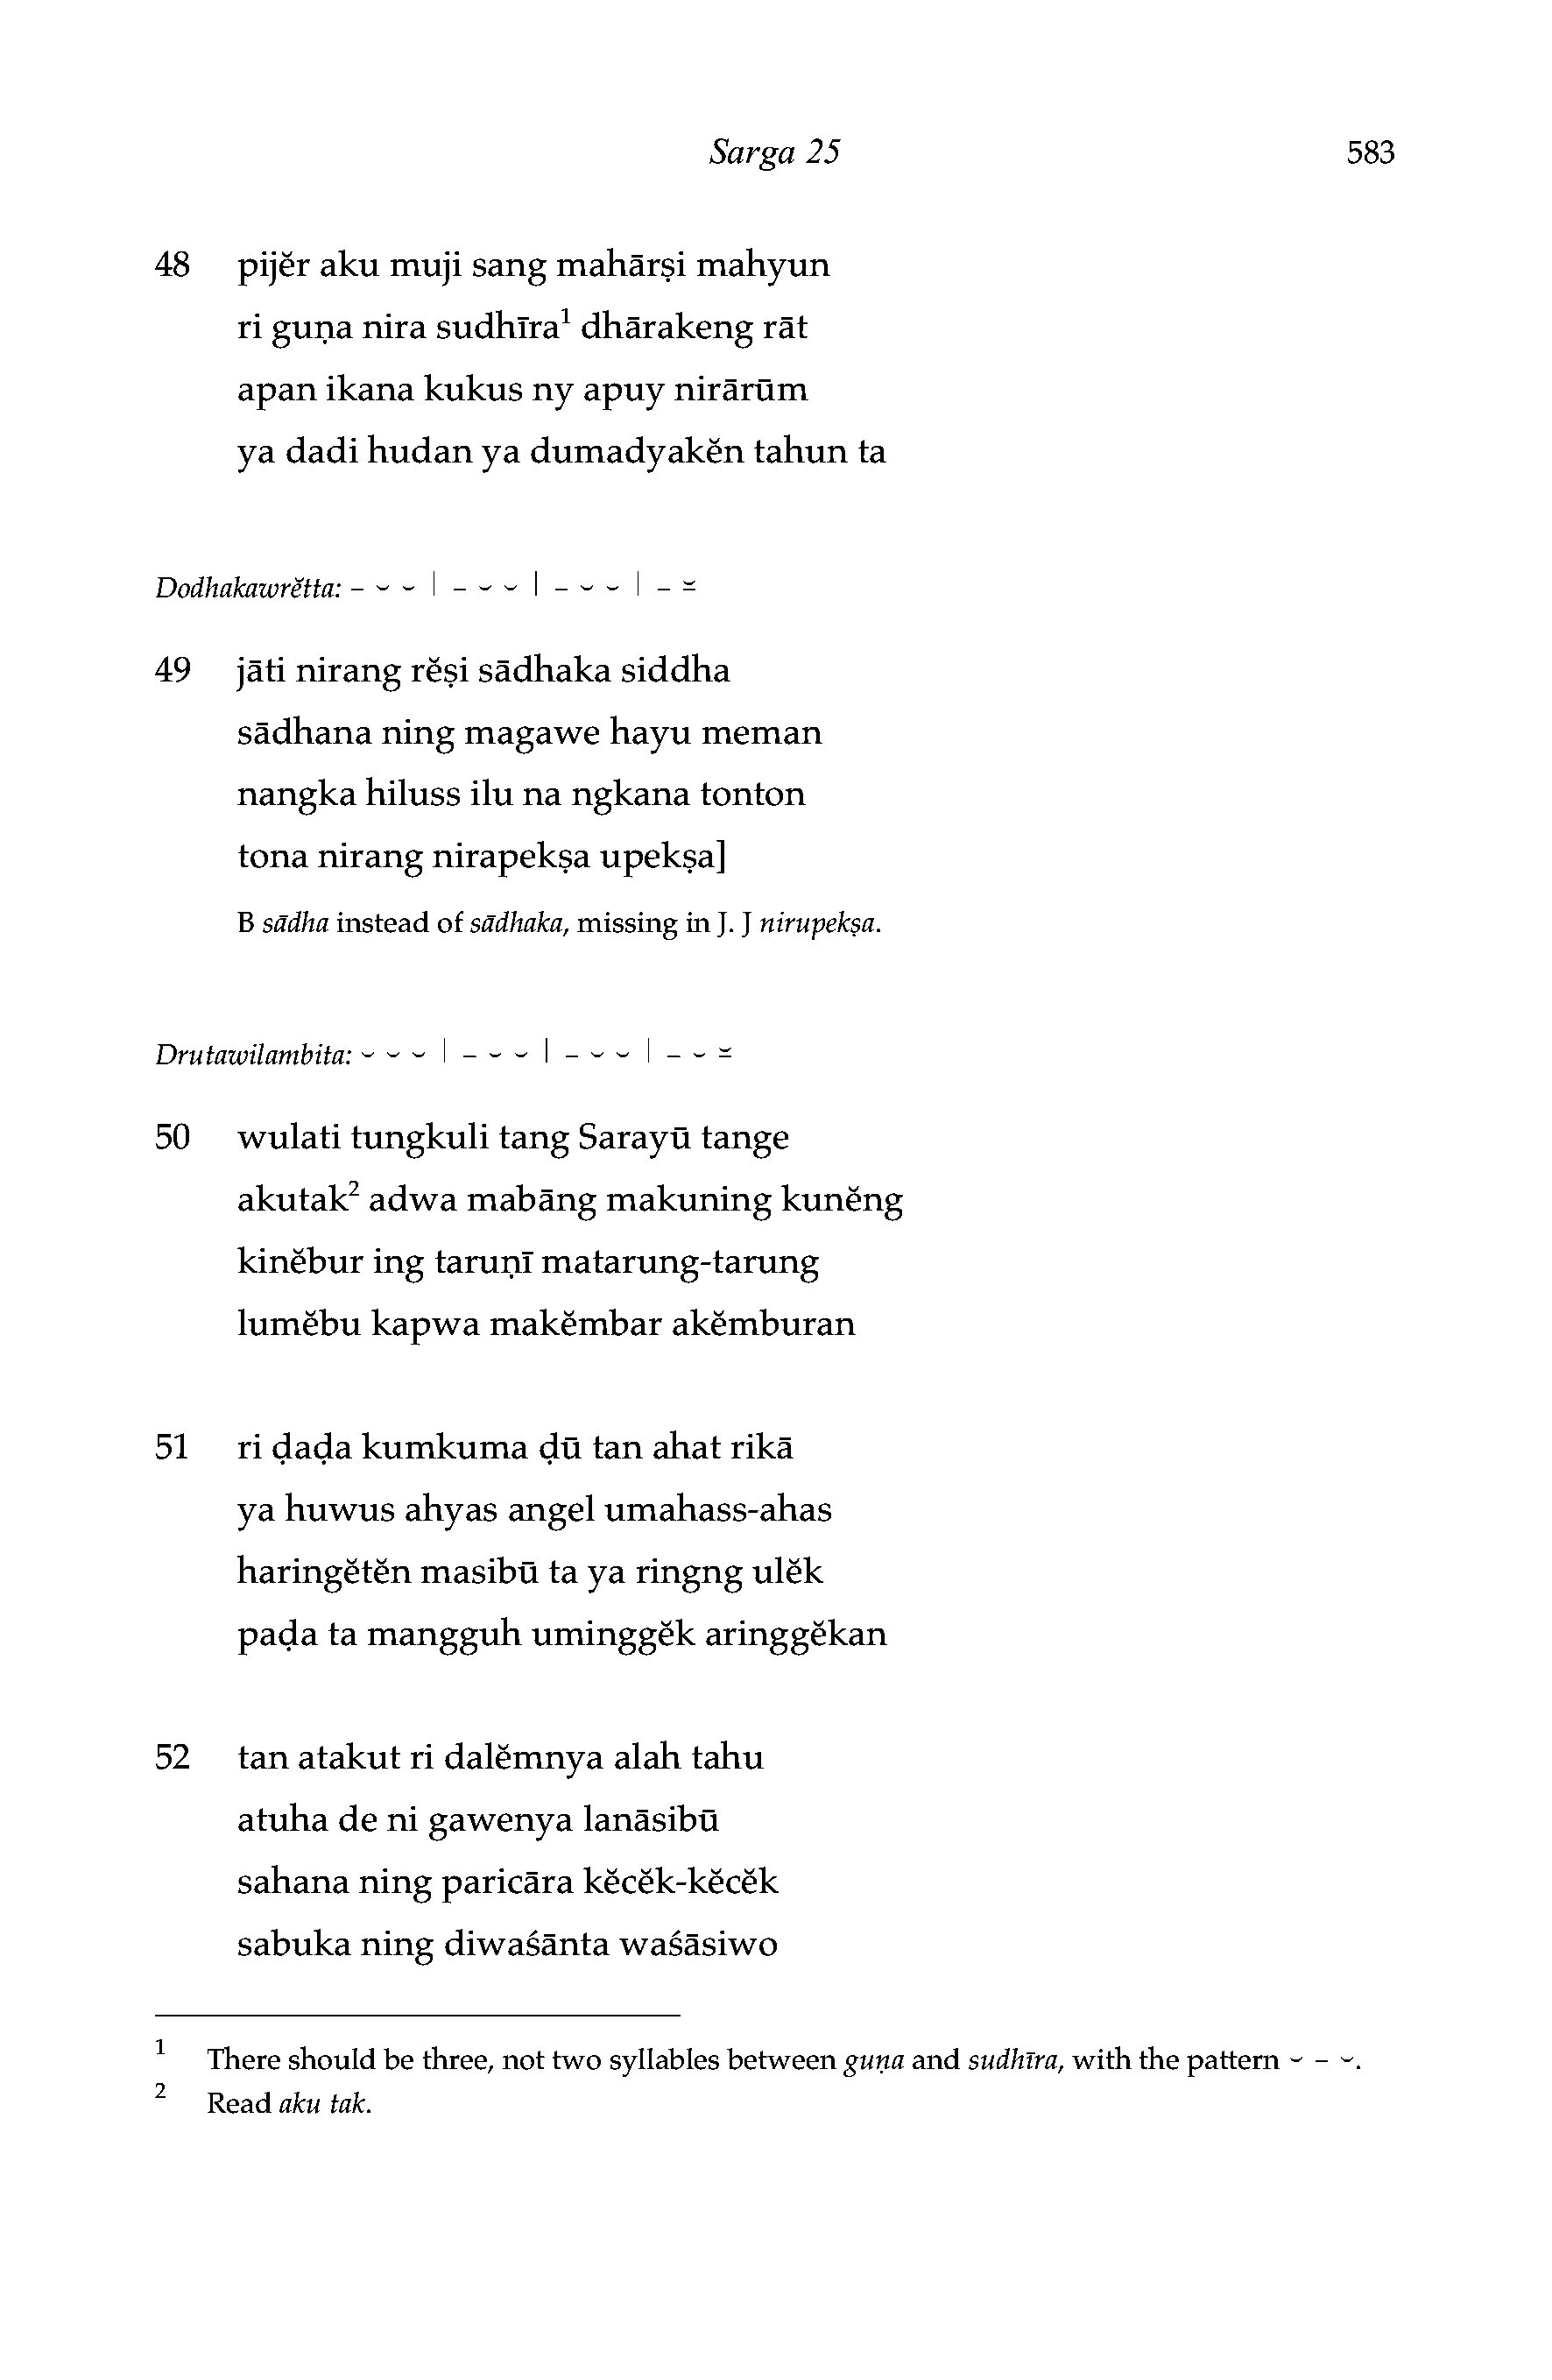 Sarga 25 583
48 pijĕr aku muji sang mahārṣi mahyun
ri guṇa nira sudhīra¹ dhārakeng rāt
apan ikana kukus ny apuy nirārūm
ya dadi hudan ya dumadyakĕn tahun ta
Dodhakawrĕtta: – ⏑ ⏑ | – ⏑ ⏑ | – ⏑ ⏑ | – ⏓
49 jāti nirang rĕṣi sādhaka siddha
sādhana ning magawe hayu meman
nangka hiluss ilu na ngkana tonton
tona nirang nirapekṣa upekṣa]
B sādha instead of sādhaka, missing in J. J nirupekṣa.
Drutawilambita: ⏑ ⏑ ⏑ | – ⏑ ⏑ | – ⏑ ⏑ | – ⏑ ⏓
50 wulati tungkuli tang Sarayū tange
akutak² adwa mabāng makuning kunĕng
kinĕbur ing taruṇī matarung-tarung
lumĕbu kapwa makĕmbar akĕmburan
51 ri ḍaḍa kumkuma ḍū tan ahat rikā
ya huwus ahyas angel umahass-ahas
haringĕtĕn masibū ta ya ringng ulĕk
paḍa ta mangguh uminggĕk aringgĕkan
52 tan atakut ri dalĕmnya alah tahu
atuha de ni gawenya lanāsibū
sahana ning paricāra kĕcĕk-kĕcĕk
sabuka ning diwaśānta waśāsiwo
1 There should be three, not two syllables between guṇa and sudhīra, with the pattern ⏑ – ⏑.
2 Read aku tak.